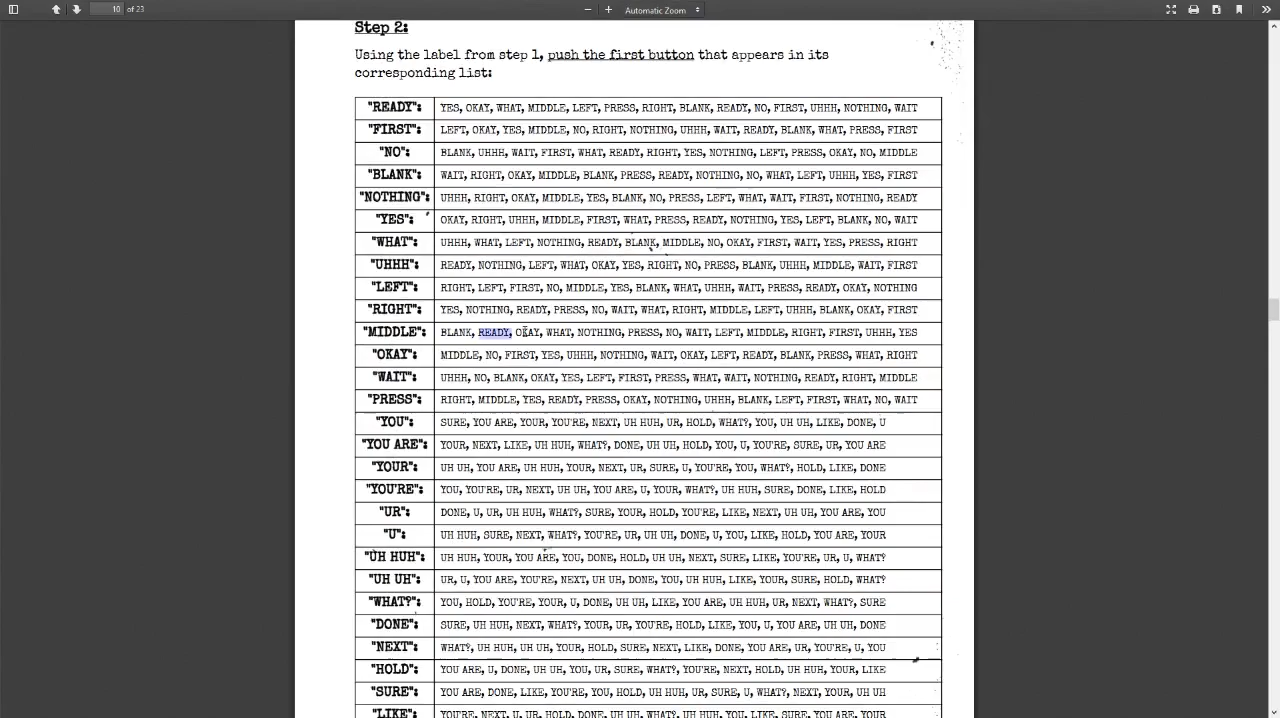 10 of 23
Automatic Zoom
Step 2:
Using the label from step 1, push the first button that appears in its
corresponding list:
"READY": YES, OKAY, WHAT, MIDDLE, LEFT, PRESS, RIGHT, BLANK, READY, NO, FIRST, UHHH, NOTHING, WAIT
"FIRST": LEFT, OKAY, YES, MIDDLE, NO, RIGHT, NOTHING, UHHH, WAIT, READY, BLANK, WHAT, PRESS, FIRST
"NO": BLANK, UHHH, WAIT, FIRST, WHAT, READY, RIGHT, YES, NOTHING, LEFT, PRESS, OKAY, NO, MIDDLE
"BLANK": WAIT, RIGHT, OKAY, MIDDLE, BLANK, PRESS, READY, NOTHING, NO, WHAT, LEFT, UHHH, YES, FIRST
"NOTHING": UHHH, RIGHT, OKAY, MIDDLE, YES, BLANK, NO, PRESS, LEFT, WHAT, WAIT, FIRST, NOTHING, READY
"YES": OKAY, RIGHT, UHHH, MIDDLE, FIRST, WHAT, PRESS, READY, NOTHING, YES, LEFT, BLANK, NO, WAIT
"WHAT": UHHH, WHAT, LEFT, NOTHING, READY, BLANK, MIDDLE, NO, OKAY, FIRST, WAIT, YES, PRESS, RIGHT
"UHHH": READY, NOTHING, LEFT, WHAT, OKAY, YES, RIGHT, NO, PRESS, BLANK, UHHH, MIDDLE, WAIT, FIRST
"LEFT": RIGHT, LEFT, FIRST, NO, MIDDLE, YES, BLANK, WHAT, UHHH, WAIT, PRESS, READY, OKAY, NOTHING
"RIGHT": YES, NOTHING, READY, PRESS, NO, WAIT, WHAT, RIGHT, MIDDLE, LEFT, UHHH, BLANK, OKAY, FIRST
"MIDDLE": BLANK, READY, OKAY, WHAT, NOTHING, PRESS, NO, WAIT, LEFT, MIDDLE, RIGHT, FIRST, UHHH, YES
"OKAY": MIDDLE, NO, FIRST, YES, UHHH, NOTHING, WAIT, OKAY, LEFT, READY, BLANK, PRESS, WHAT, RIGHT
"WAIT": UHHH, NO, BLANK, OKAY, YES, LEFT, FIRST, PRESS, WHAT, WAIT, NOTHING, READY, RIGHT, MIDDLE
"PRESS": RIGHT, MIDDLE, YES, READY, PRESS, OKAY, NOTHING, UHHH, BLANK, LEFT, FIRST, WHAT, NO, WAIT
"YOU": SURE, YOU ARE, YOUR, YOU'RE, NEXT, UH HUH, UR, HOLD, WHAT?, YOU, UH UH, LIKE, DONE, U
"YOU ARE": YOUR, NEXT, LIKE, UH HUH, WHAT?, DONE, UH UH, HOLD, YOU, U, YOU'RE, SURE, UR, YOU ARE
"YOUR": UH UH, YOU ARE, UH HUH, YOUR, NEXT, UR, SURE, U, YOU'RE, YOU, WHAT?, HOLD, LIKE, DONE
"YOU'RE": YOU, YOU'RE, UR, NEXT, UH UH, YOU ARE, U, YOUR, WHAT?, UH HUH, SURE, DONE, LIKE, HOLD
"UR": DONE, U, UR, UH HUH, WHAT?, SURE, YOUR, HOLD, YOU'RE, LIKE, NEXT, UH UH, YOU ARE, YOU
"U": UH HUH, SURE, NEXT, WHAT?, YOU'RE, UR, UH UH, DONE, U, YOU, LIKE, HOLD, YOU ARE, YOUR
"UH HUH": UH HUH, YOUR, YOU ARE, YOU, DONE, HOLD, UH UH, NEXT, SURE, LIKE, YOU'RE, UR, U, WHAT?
"UH UH": UR, U, YOU ARE, YOU'RE, NEXT, UH UH, DONE, YOU, UH HUH, LIKE, YOUR, SURE, HOLD, WHAT?
"WHAT?": YOU, HOLD, YOU'RE, YOUR, U, DONE, UH UH, LIKE, YOU ARE, UH HUH, UR, NEXT, WHAT?, SURE
"DONE": SURE, UH HUH, NEXT, WHAT?, YOUR, UR, YOU'RE, HOLD, LIKE, YOU, U, YOU ARE, UH UH, DONE
"NEXT": WHAT?, UH HUH, UH UH, YOUR, HOLD, SURE, NEXT, LIKE, DONE, YOU ARE, UR, YOU'RE, U, YOU
"HOLD": YOU ARE, U, DONE, UH UH, YOU, UR, SURE, WHAT?, YOU'RE, NEXT, HOLD, UH HUH, YOUR, LIKE
"SURE": YOU ARE, DONE, LIKE, YOU'RE, YOU, HOLD, UH HUH, UR, SURE, U, WHAT?, NEXT, YOUR, UH UH
"LIKE": YOU'RE, NEXT, U, UR, HOLD, DONE, UH UH, WHAT?, UH HUH, YOU, LIKE, SURE, YOU ARE, YOUR